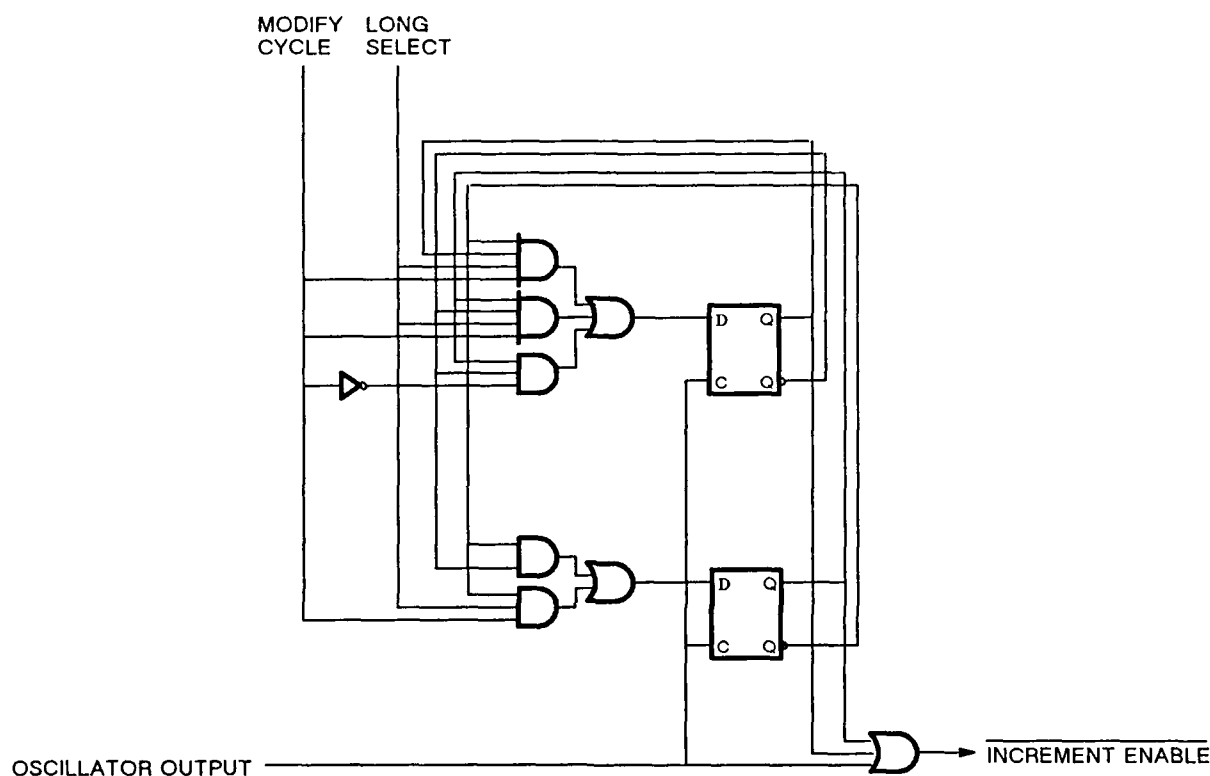 MODIFY LONG
CYCLE SELECT
D Q
C Q
D Q
C Q
INCREMENT ENABLE
OSCILLATOR OUTPUT